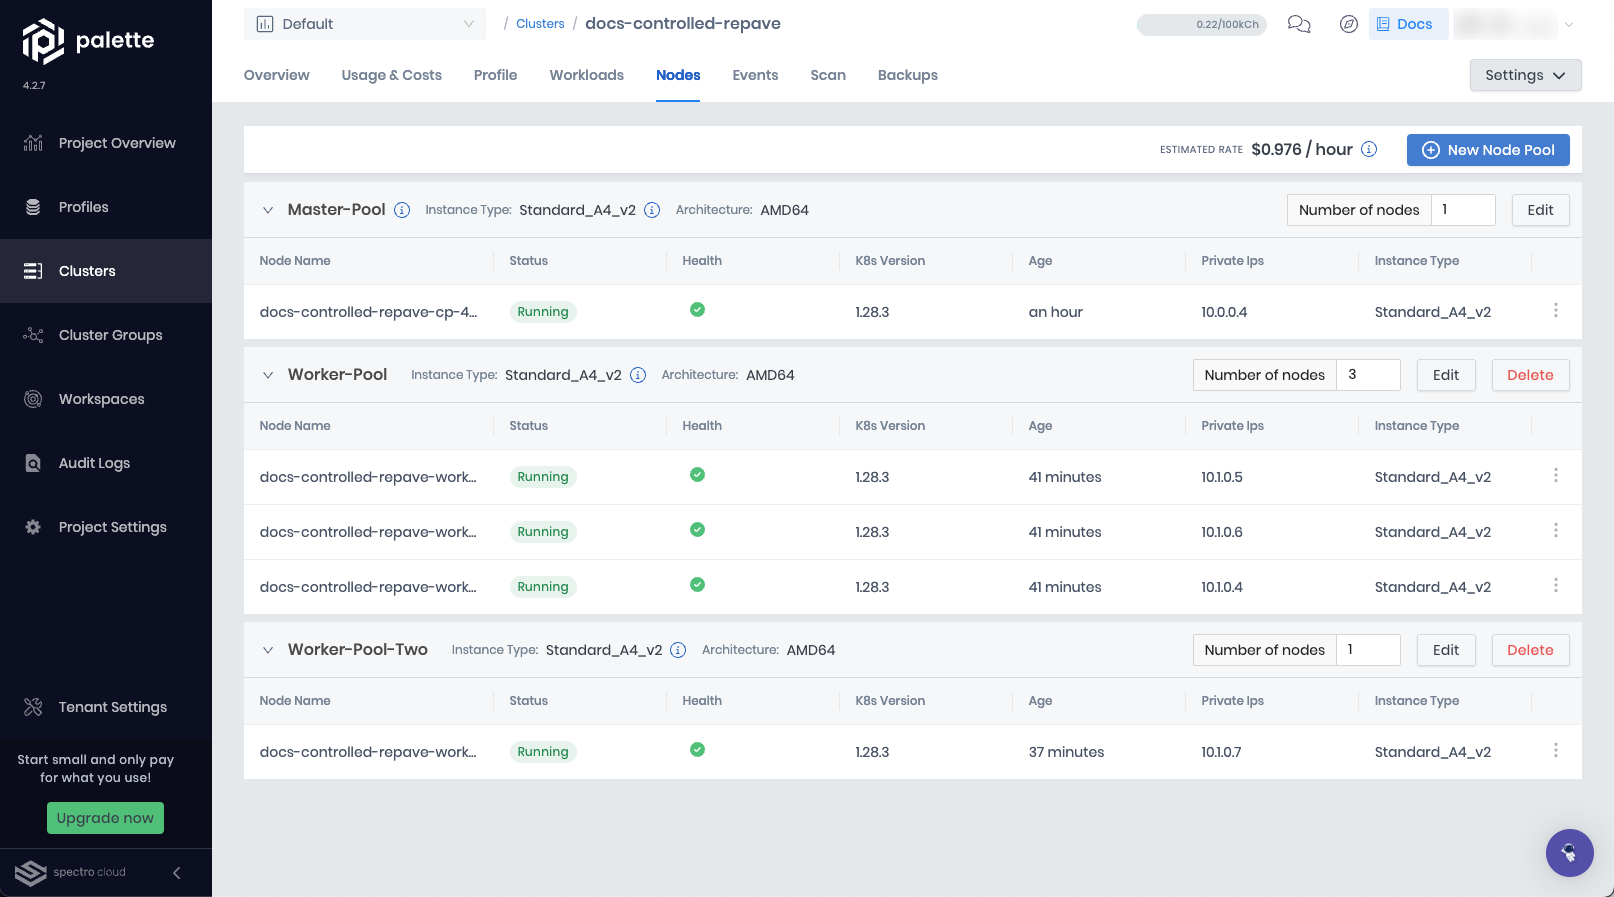 palette
4.2.7
Project Overview
Profiles
Clusters
Cluster Groups
Workspaces
Audit Logs
Project Settings
Tenant Settings
Start small and only pay
for what you use!
Upgrade now
spectro cloud
Default / Clusters / docs-controlled-repave 0.22/100kCh Docs
Overview Usage & Costs Profile Workloads Nodes Events Scan Backups Settings
ESTIMATED RATE $0.976 / hour New Node Pool
Master-Pool Instance Type: Standard_A4_v2 Architecture: AMD64 Number of nodes 1 Edit
Node Name Status Health K8s Version Age Private Ips Instance Type
docs-controlled-repave-cp-4... Running 1.28.3 an hour 10.0.0.4 Standard_A4_v2
Worker-Pool Instance Type: Standard_A4_v2 Architecture: AMD64 Number of nodes 3 Edit Delete
Node Name Status Health K8s Version Age Private Ips Instance Type
docs-controlled-repave-work... Running 1.28.3 41 minutes 10.1.0.5 Standard_A4_v2
docs-controlled-repave-work... Running 1.28.3 41 minutes 10.1.0.6 Standard_A4_v2
docs-controlled-repave-work... Running 1.28.3 41 minutes 10.1.0.4 Standard_A4_v2
Worker-Pool-Two Instance Type: Standard_A4_v2 Architecture: AMD64 Number of nodes 1 Edit Delete
Node Name Status Health K8s Version Age Private Ips Instance Type
docs-controlled-repave-work... Running 1.28.3 37 minutes 10.1.0.7 Standard_A4_v2